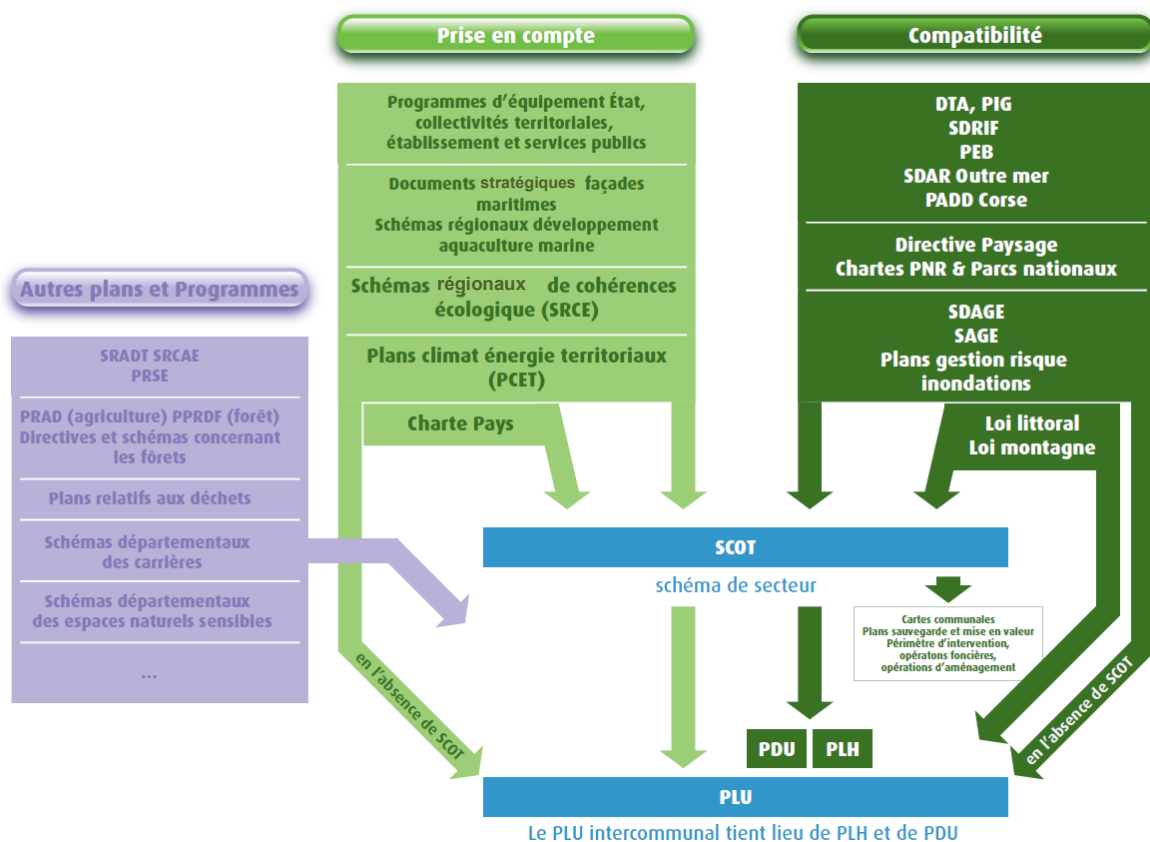 Prise en compte
Programmes d'équipement État,
collectivités territoriales,
établissement et services publics
Documents stratégiques façades
maritimes
Schémas régionaux développement
aquaculture marine
Schémas régionaux de cohérences
écologique (SRCE)
Plans climat énergie territoriaux
(PCET)
Charte Pays
Compatibilité
DTA, PIG
SDRIF
PEB
SDAR Outre mer
PADD Corse
Directive Paysage
Chartes PNR & Parcs nationaux
SDAGE
SAGE
Plans gestion risque
inondations
Loi littoral
Loi montagne
Autres plans et Programmes
SRADT SRCAE
PRSE
PRAD (agriculture) PPRDF (forêt)
Directives et schémas concernant
les fôrets
Plans relatifs aux déchets
Schémas départementaux
des carrières
Schémas départementaux
des espaces naturels sensibles
...
SCOT
schéma de secteur
Cartes communales
Plans sauvegarde et mise en valeur
Périmètre d'intervention,
opératons foncières,
opérations d'aménagement
en l'absence de SCOT
en l'absence de SCOT
PDU
PLH
PLU
Le PLU intercommunal tient lieu de PLH et de PDU